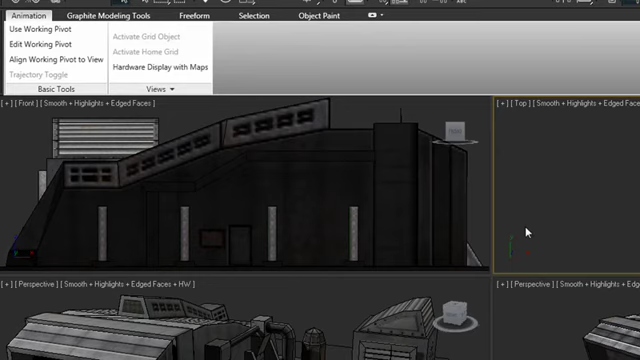 Animation Graphite Modeling Tools Freeform Selection Object Paint
Use Working Pivot
Edit Working Pivot
Align Working Pivot to View
Trajectory Toggle
Basic Tools
Activate Grid Object
Activate Home Grid
Hardware Display with Maps
Views
[ + ] [ Front ] [ Smooth + Highlights + Edged Faces ]
[ + ] [ Top ] [ Smooth + Highlights + Edged Faces
[ + ] [ Perspective ] [ Smooth + Highlights + Edged Faces + HW ]
[ + ] [ Perspective ] [ Smooth + Highlights + Edged